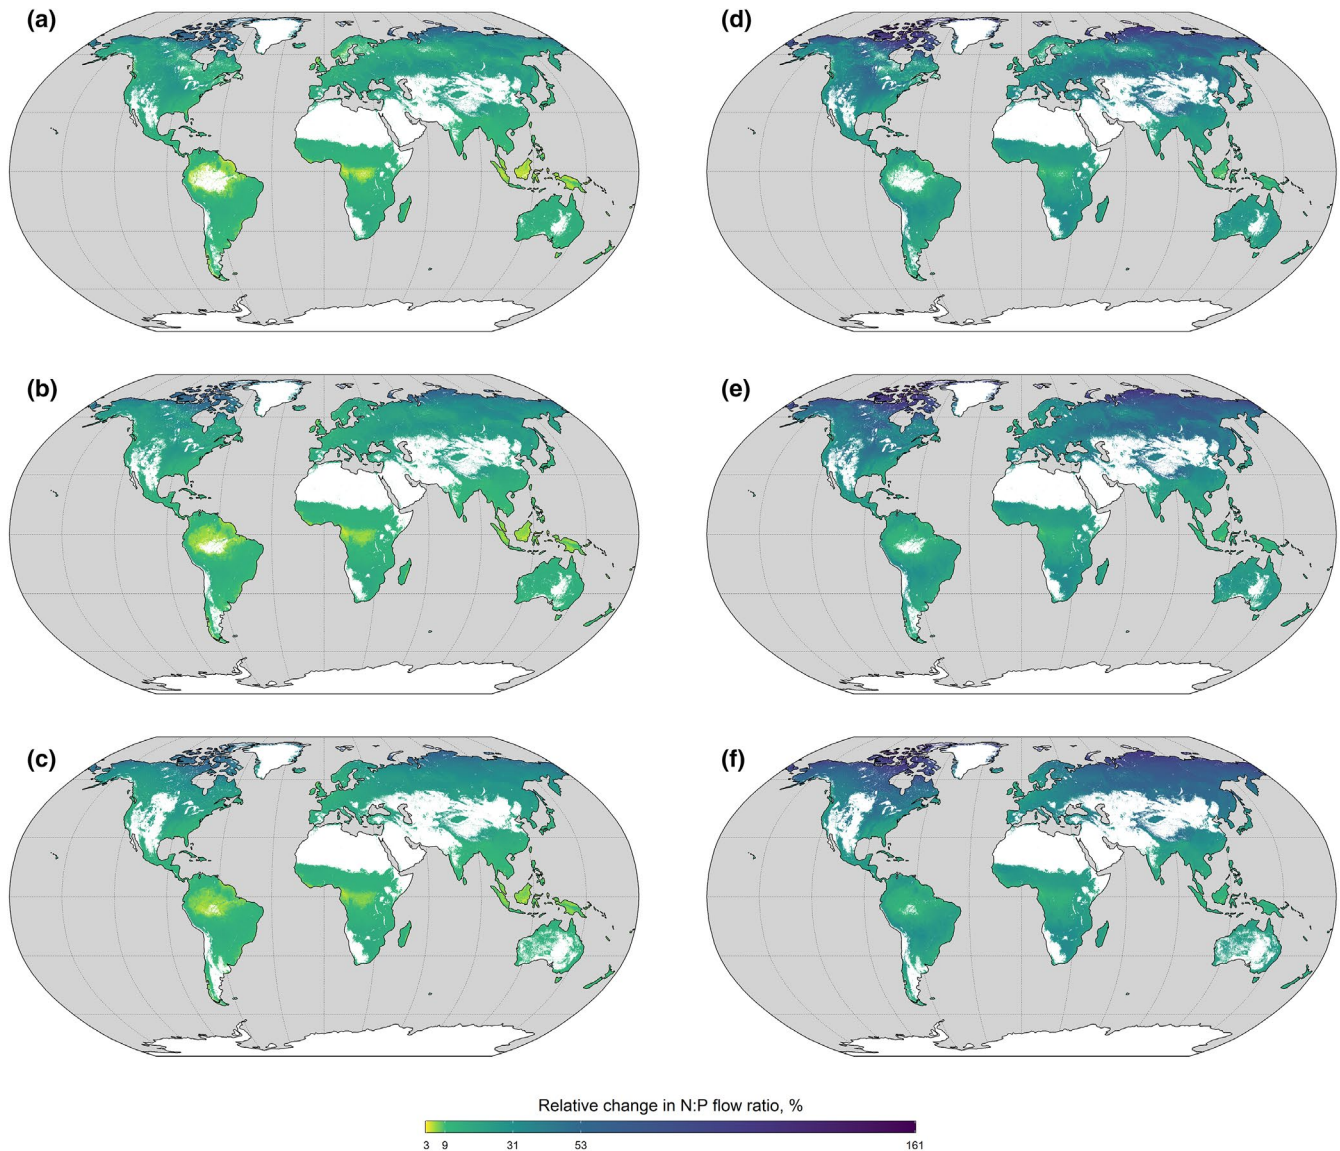 (a)
(d)
(b)
(e)
(c)
(f)
Relative change in N:P flow ratio, %
3 9 31 53 161